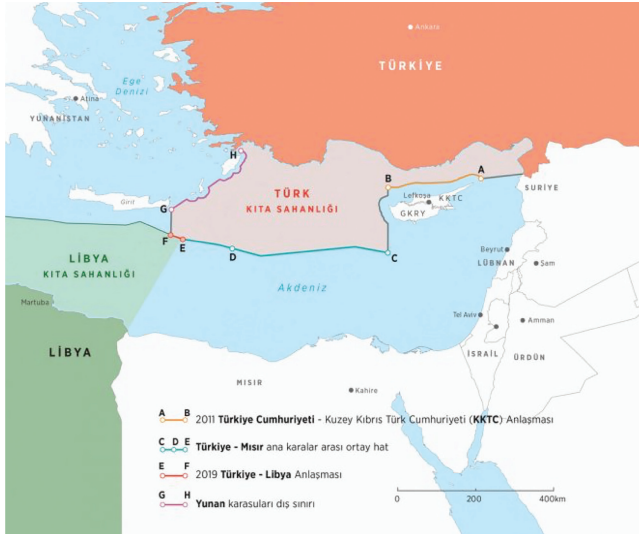 Ankara
TÜRKİYE
Ege
Denizi
Atina
YUNANİSTAN
H
TÜRK
KITA SAHANLIĞI
B
A
Lefkoşa
KKTC
GKRY
SURİYE
Girit
G
F
E
D
C
LİBYA
KITA SAHANLIĞI
Akdeniz
Beyrut
LÜBNAN
Şam
Martuba
LİBYA
Tel Aviv
Amman
İSRAİL
ÜRDÜN
MISIR
Kahire
A B
2011 Türkiye Cumhuriyeti - Kuzey Kıbrıs Türk Cumhuriyeti (KKTC) Anlaşması
C D E
Türkiye - Mısır ana karalar arası ortay hat
E F
2019 Türkiye - Libya Anlaşması
G H
Yunan karasuları dış sınırı
0 200 400km